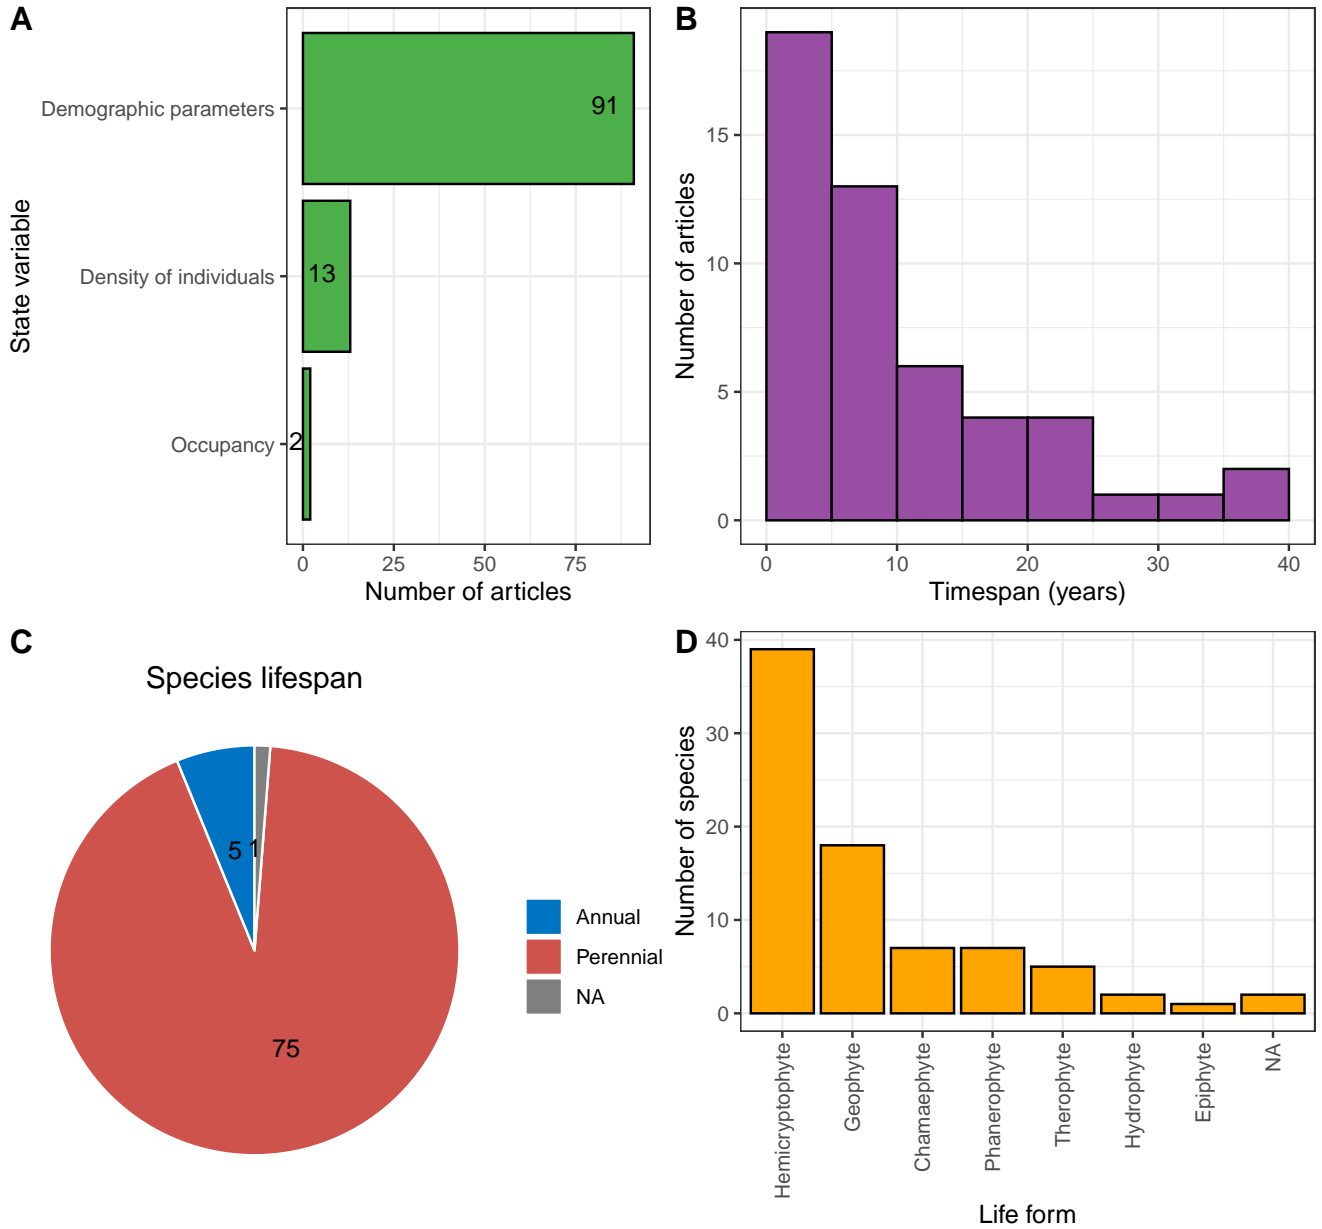 A
State variable
Demographic parameters
Density of individuals
Occupancy
91
13
2
0 25 50 75
Number of articles
B
Number of articles
15
10
5
0
0 10 20 30 40
Timespan (years)
C
Species lifespan
5 1
75
Annual
Perennial
NA
D
Number of species
40
30
20
10
0
Hemicryptophyte
Geophyte
Chamaephyte
Phanerophyte
Therophyte
Hydrophyte
Epiphyte
NA
Life form